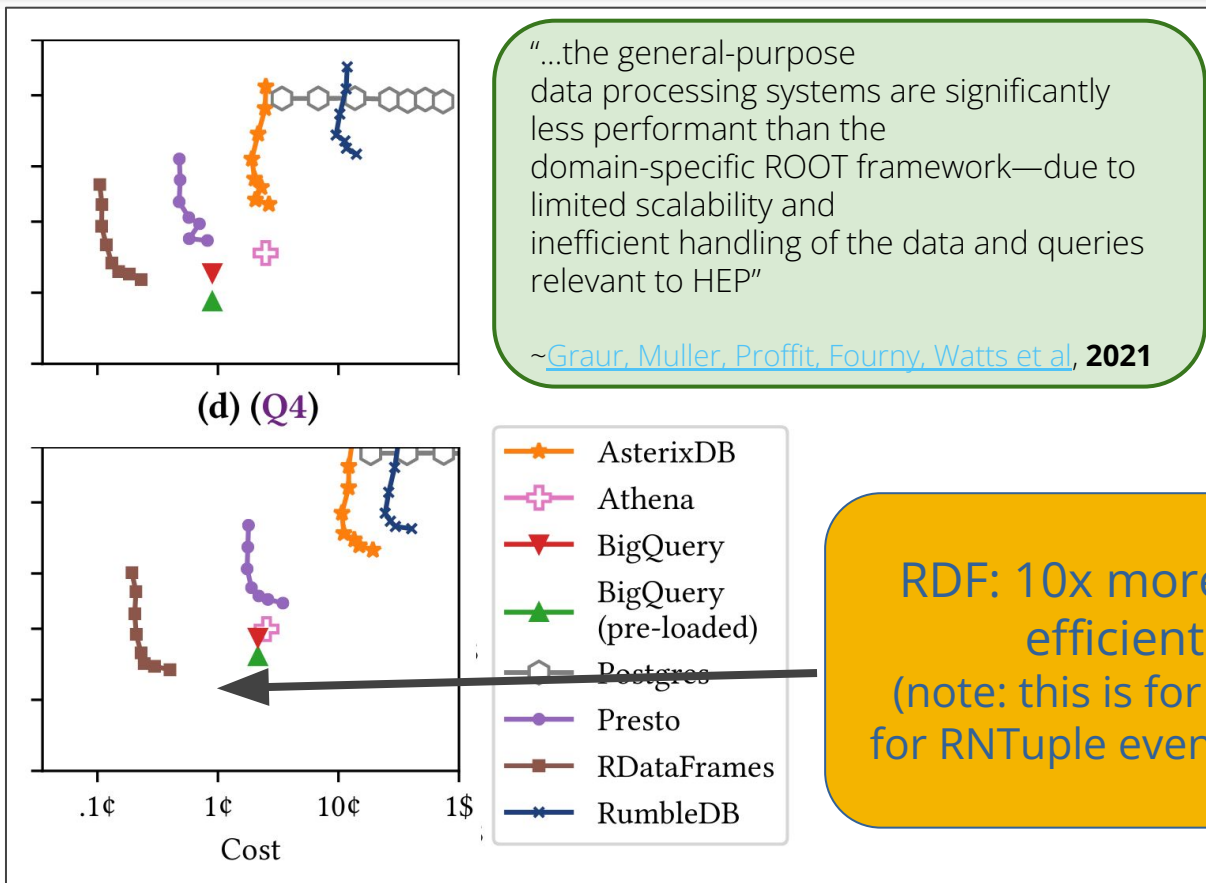 “...the general-purpose
data processing systems are significantly
less performant than the
domain-specific ROOT framework—due to
limited scalability and
inefficient handling of the data and queries
relevant to HEP”
~Graur, Muller, Proffit, Fourny, Watts et al, 2021
(d) (Q4)
AsterixDB
Athena
BigQuery
BigQuery
(pre-loaded)
Postgres
Presto
RDataFrames
RumbleDB
.1¢ 1¢ 10¢ 1$
Cost
RDF: 10x more
efficient
(note: this is for
for RNTuple even